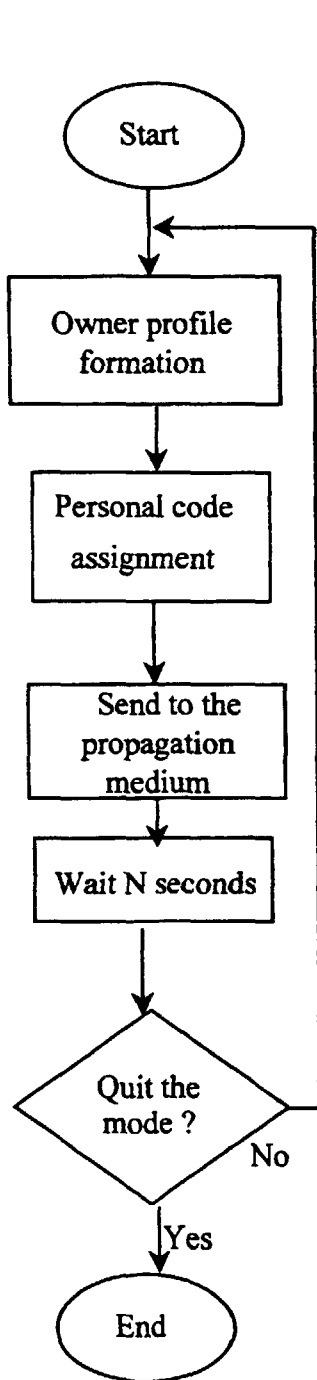 Start
Owner profile
formation
Personal code
assignment
Send to the
propagation
medium
Wait N seconds
Quit the
mode ?
No
Yes
End